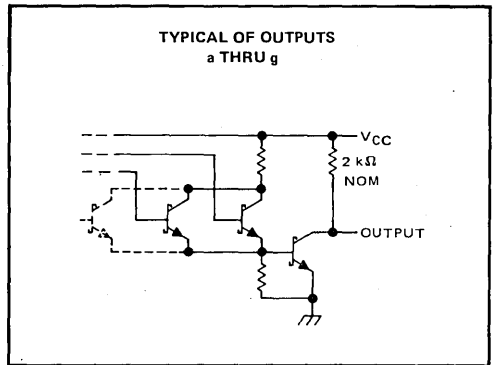 TYPICAL OF OUTPUTS
a THRU g
VCC
2 kΩ
NOM
OUTPUT